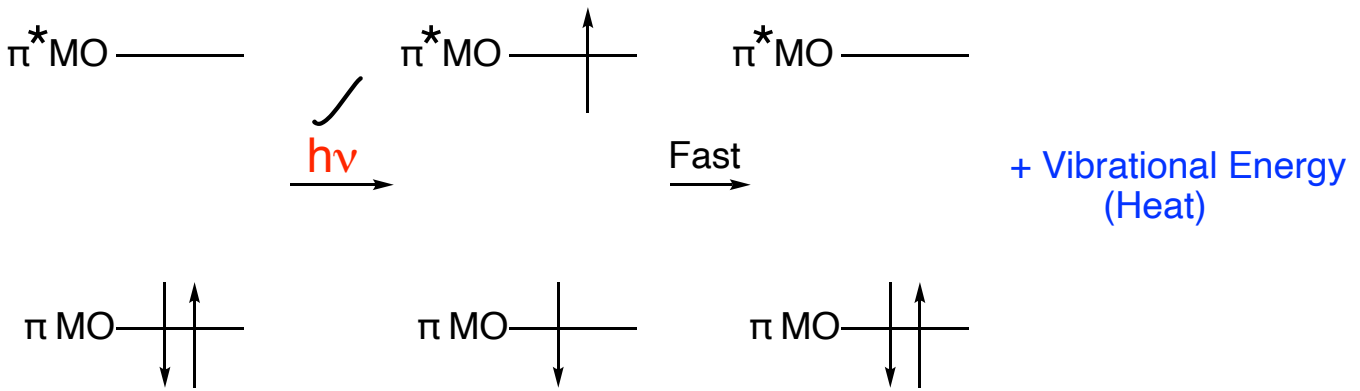 π*MO
π*MO
π*MO
hν
Fast
+ Vibrational Energy
(Heat)
π MO
π MO
π MO